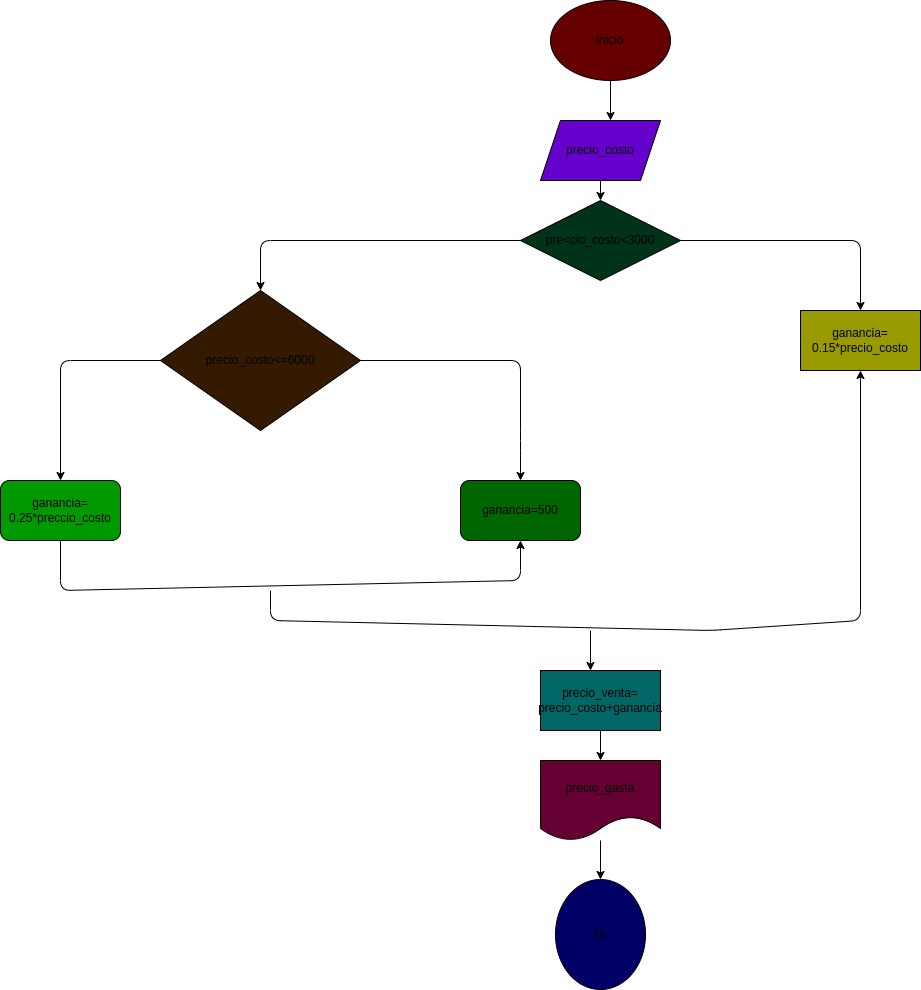 inicio
precio_costo
pre<cio_costo<3000
ganancia=
0.15*precio_costo
precio_costo<=6000
ganancia=
0.25*preccio_costo
ganancia=500
precio_venta=
precio_costo+ganancia
precio_gasta
fin